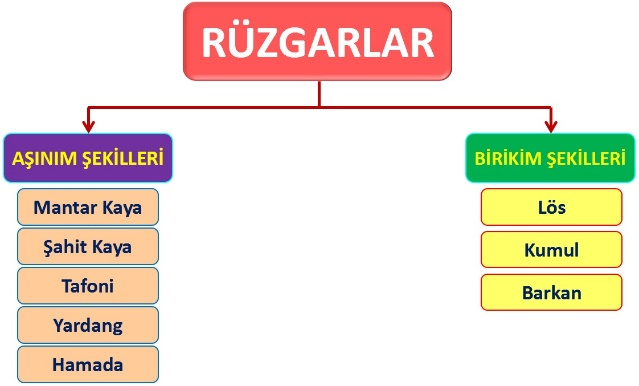 RÜZGARLAR
AŞINIM ŞEKİLLERİ
Mantar Kaya
Şahit Kaya
Tafoni
Yardang
Hamada
BİRİKİM ŞEKİLLERİ
Lös
Kumul
Barkan